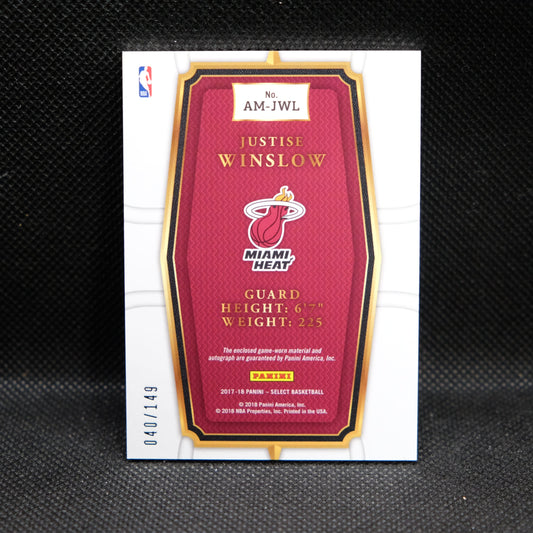 No.
AM-JWL
JUSTISE
WINSLOW
MIAMI
HEAT
GUARD
HEIGHT: 6'7"
WEIGHT: 225
The enclosed game-worn material and
autograph are guaranteed by Panini America, Inc.
PANINI
2017-18 PANINI – SELECT BASKETBALL
© 2018 Panini America, Inc.
© 2018 NBA Properties, Inc. Printed in the USA.
040/149